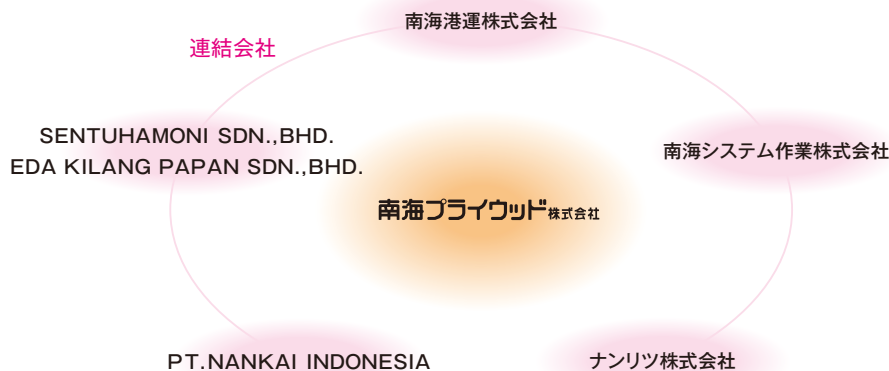 南海港運株式会社
連結会社
SENTUHAMONI SDN.,BHD.
EDA KILANG PAPAN SDN.,BHD.
南海システム作業株式会社
南海プライウッド株式会社
PT.NANKAI INDONESIA
ナンリツ株式会社